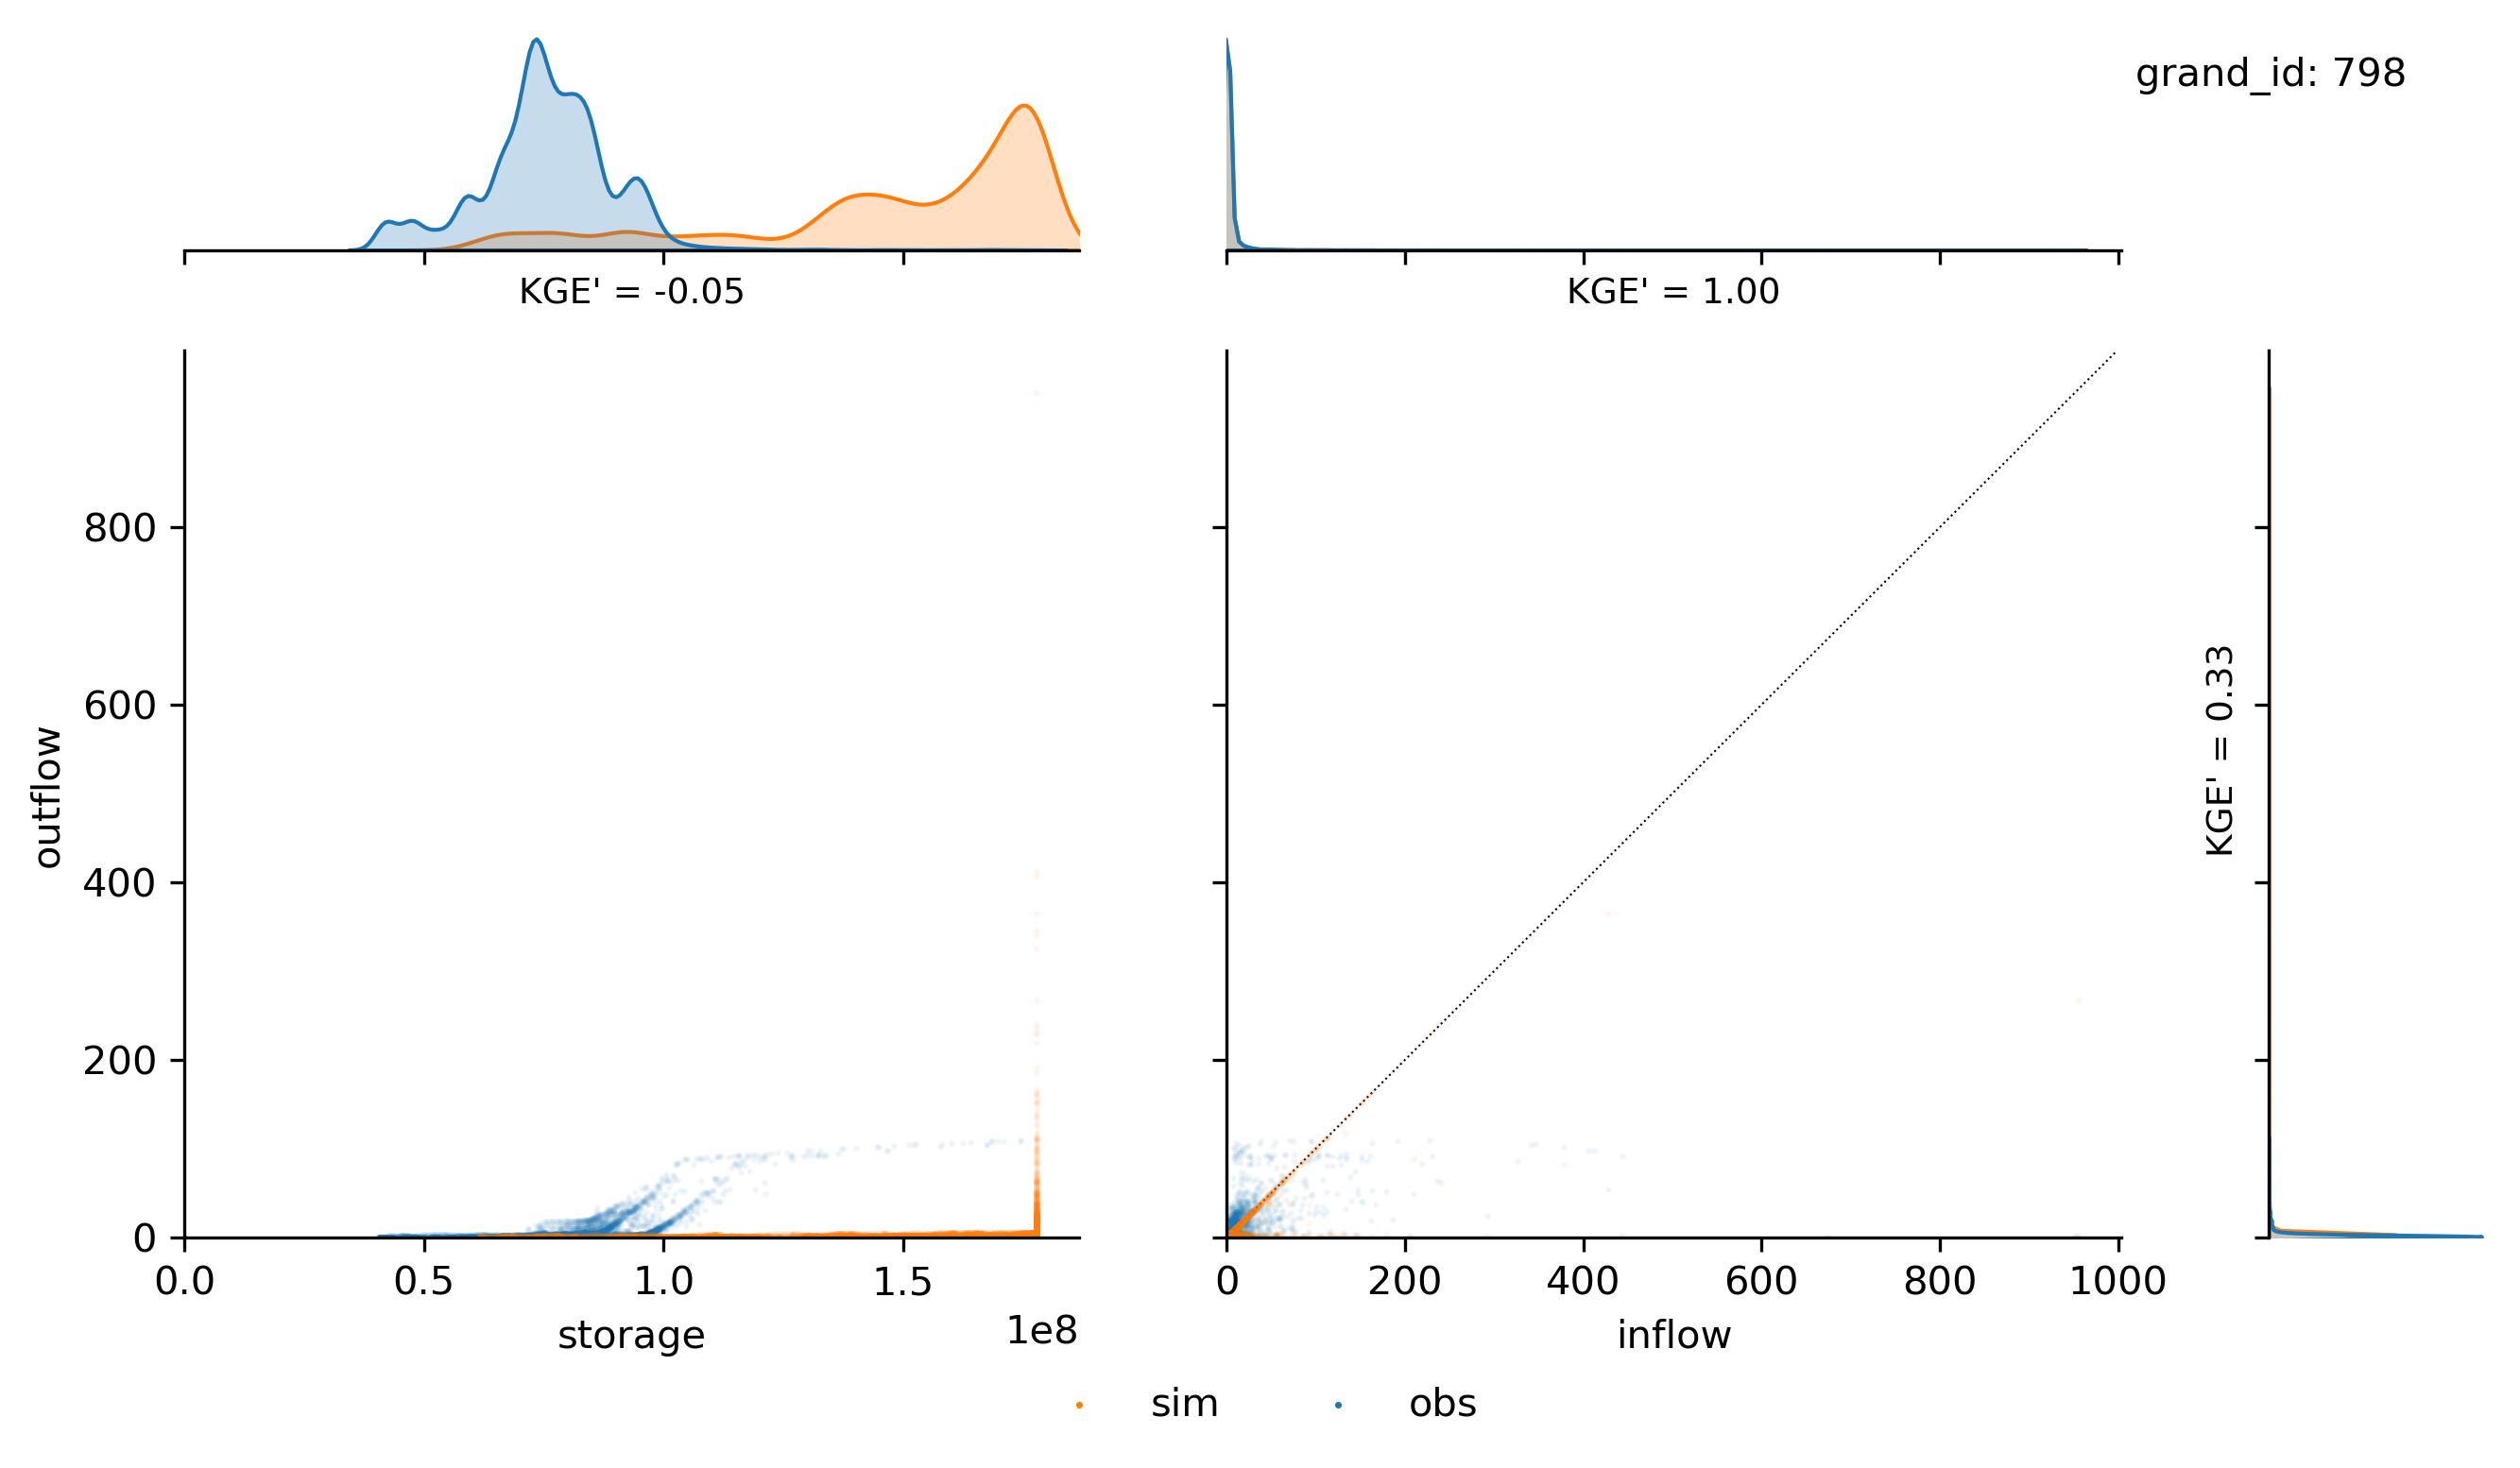 grand_id: 798
KGE' = -0.05
KGE' = 1.00
800
600
400
200
0
outflow
KGE' = 0.33
0.0 0.5 1.0 1.5
1e8
storage
0 200 400 600 800 1000
inflow
sim obs